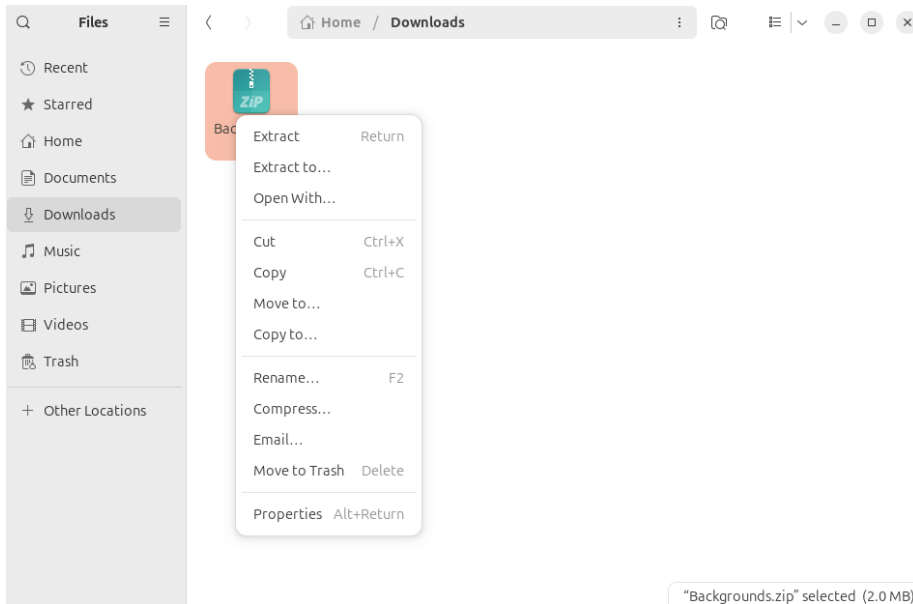 Files
Home / Downloads
Recent
Starred
Home
Documents
Downloads
Music
Pictures
Videos
Trash
+ Other Locations
ZiP
Bac
Extract Return
Extract to…
Open With…
Cut Ctrl+X
Copy Ctrl+C
Move to…
Copy to…
Rename… F2
Compress…
Email…
Move to Trash Delete
Properties Alt+Return
“Backgrounds.zip” selected (2.0 MB)